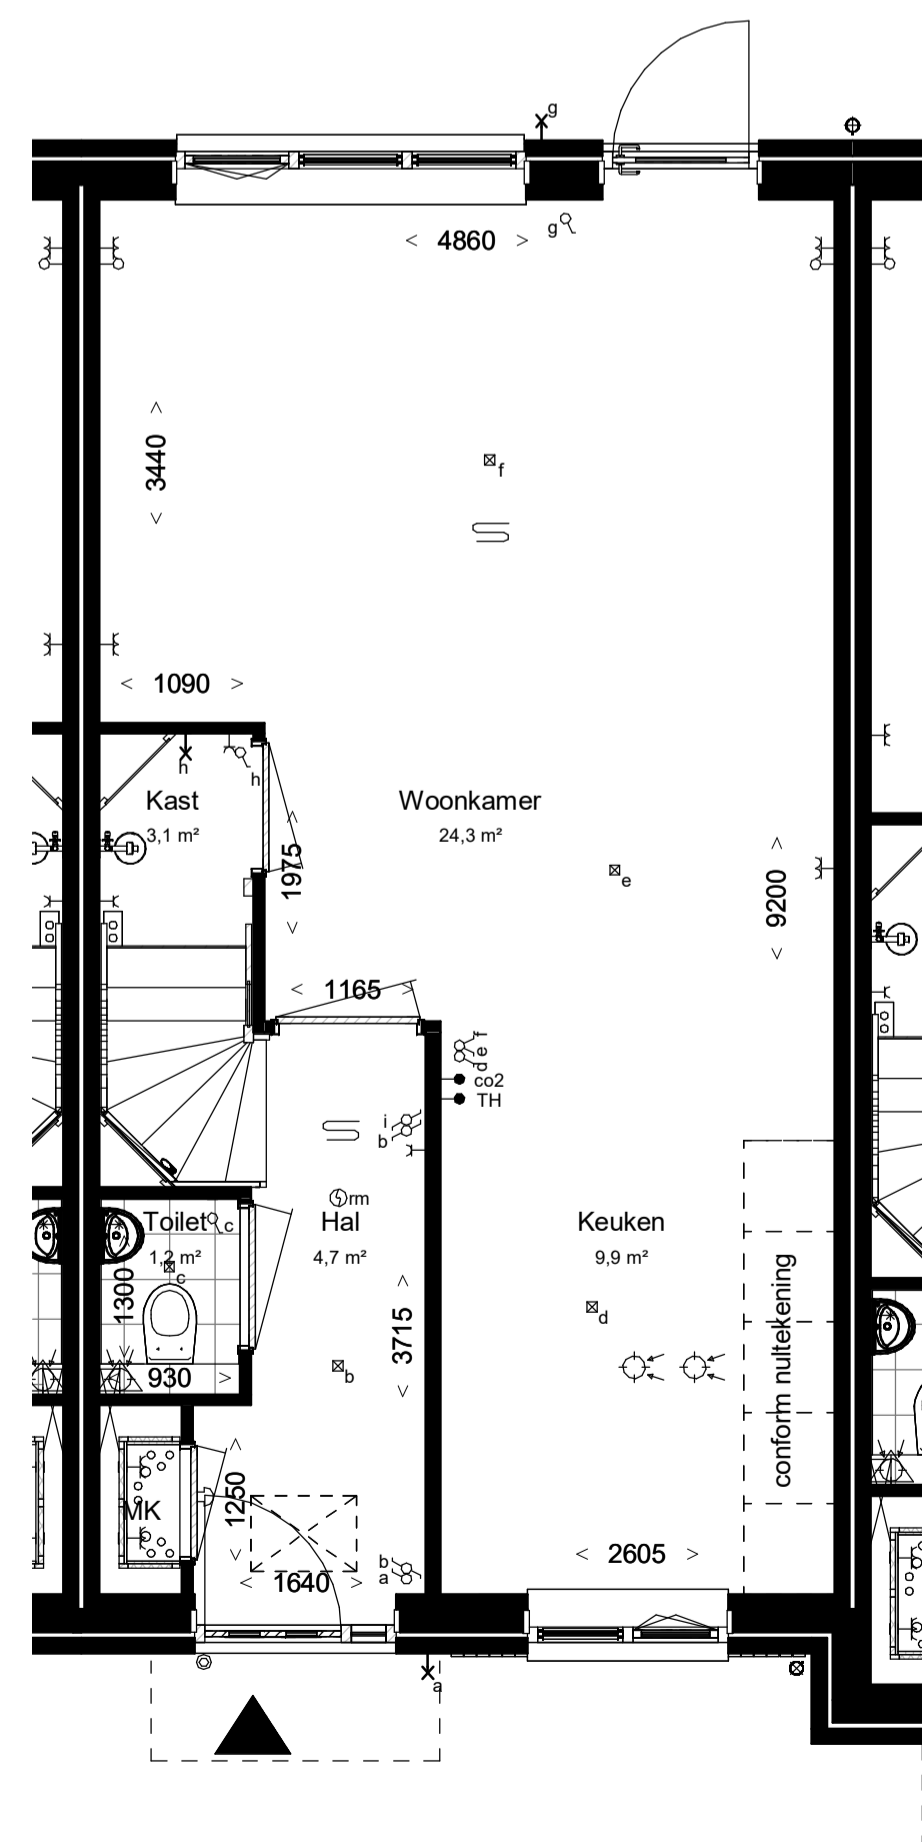 g
g
< 4860 >
< 3440 >
f
< 1090 >
h
h
Kast
3,1 m²
Woonkamer
24,3 m²
< 1975 >
e
< 9200 >
< 1165 >
d e f
co2
TH
i
b
rm
Toilet
c
1,2 m²
c
Hal
4,7 m²
Keuken
9,9 m²
1300
d
< 3715 >
conform nultekening
b
930 >
< 1250 >
MK
< 2605 >
b
a
< 1640 >
a